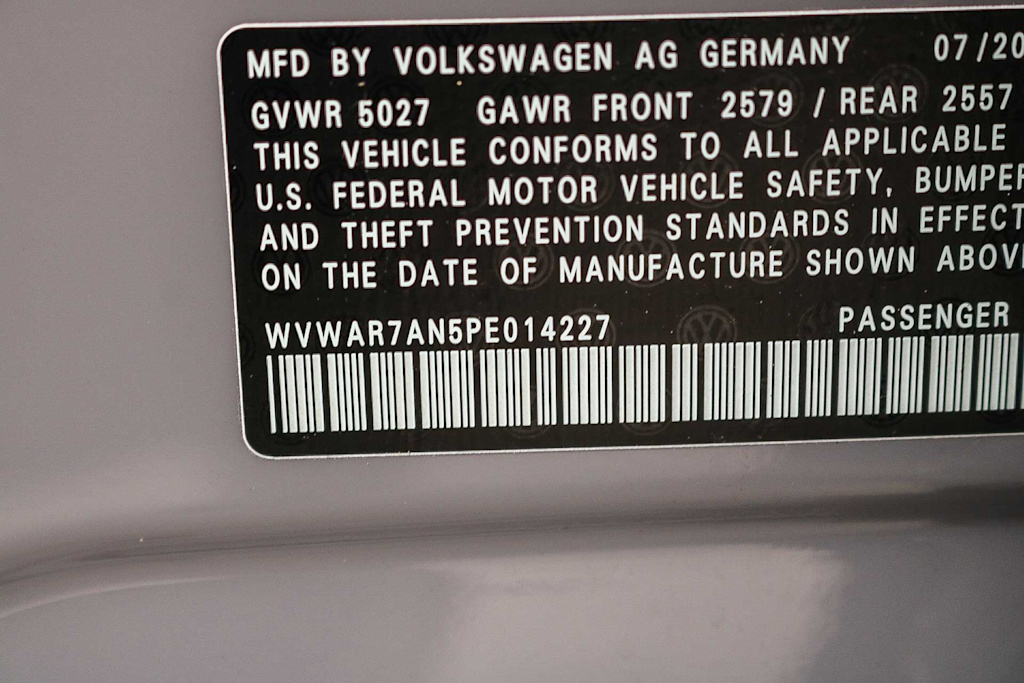 MFD BY VOLKSWAGEN AG GERMANY 07/20
GVWR 5027 GAWR FRONT 2579 / REAR 2557
THIS VEHICLE CONFORMS TO ALL APPLICABLE
U.S. FEDERAL MOTOR VEHICLE SAFETY, BUMPER
AND THEFT PREVENTION STANDARDS IN EFFECT
ON THE DATE OF MANUFACTURE SHOWN ABOV
WVWAR7AN5PE014227 PASSENGER